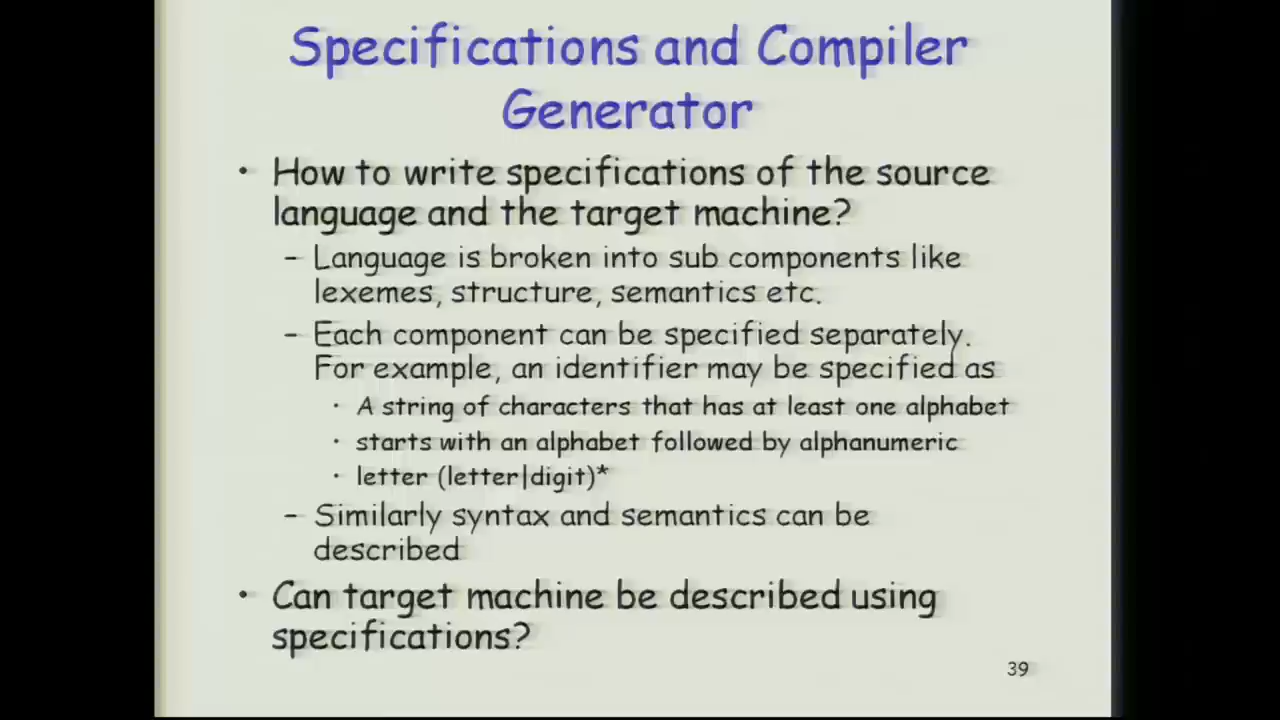 Specifications and Compiler
Generator
• How to write specifications of the source
language and the target machine?
– Language is broken into sub components like
lexemes, structure, semantics etc.
– Each component can be specified separately.
For example, an identifier may be specified as
• A string of characters that has at least one alphabet
• starts with an alphabet followed by alphanumeric
• letter (letter|digit)*
– Similarly syntax and semantics can be
described
• Can target machine be described using
specifications?
39